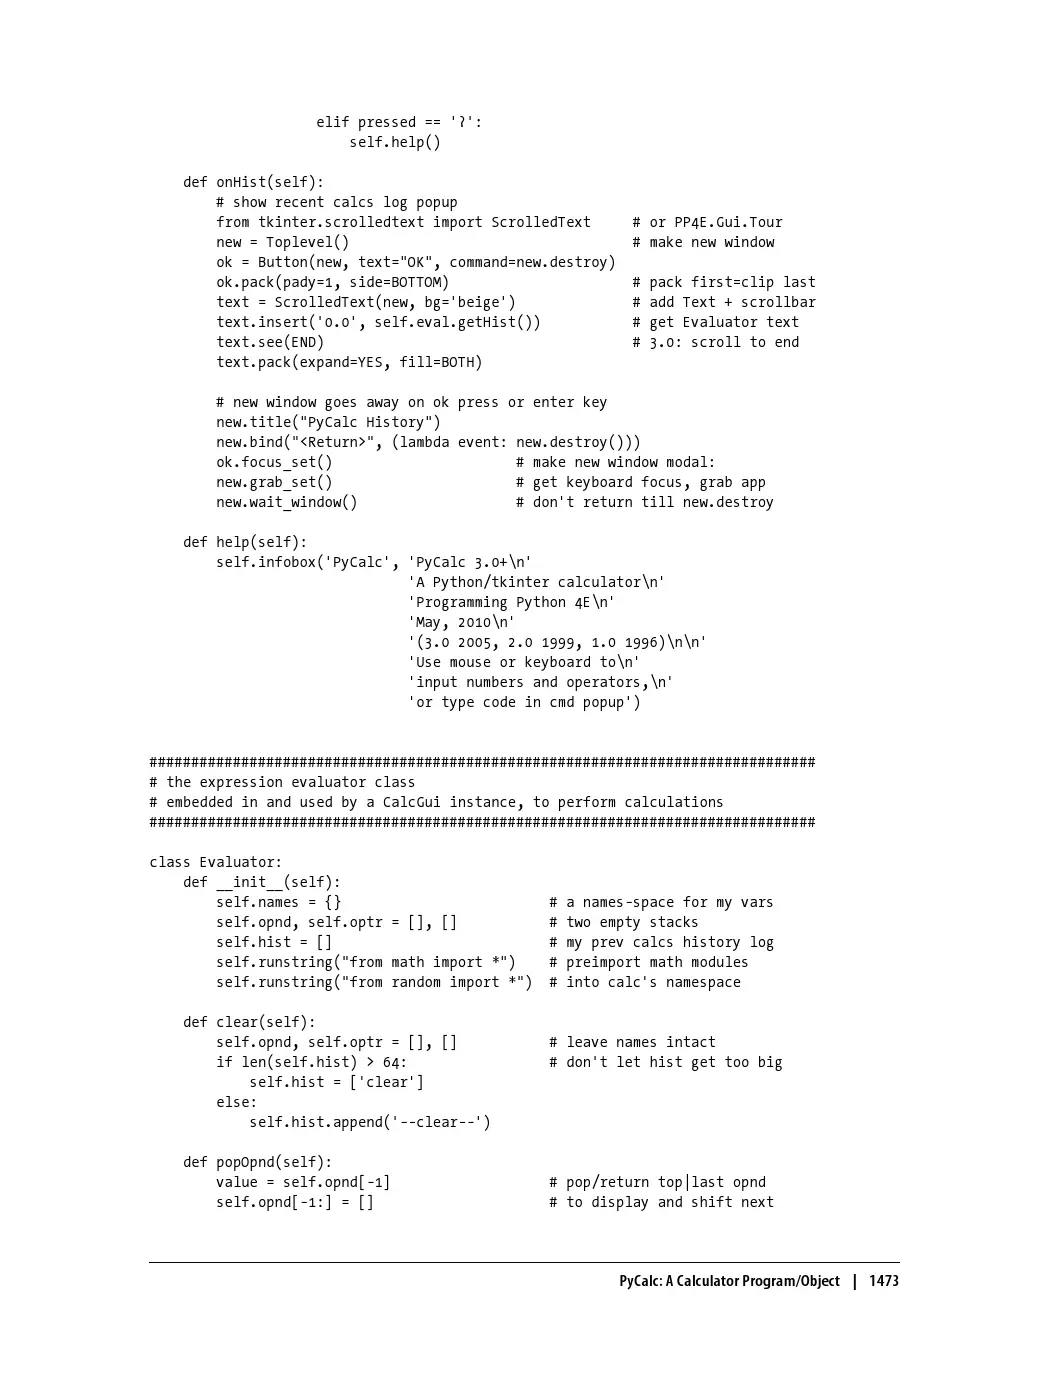 elif pressed == '?':
                        self.help()

    def onHist(self):
        # show recent calcs log popup
        from tkinter.scrolledtext import ScrolledText     # or PP4E.Gui.Tour
        new = Toplevel()                                  # make new window
        ok = Button(new, text="OK", command=new.destroy)
        ok.pack(pady=1, side=BOTTOM)                      # pack first=clip last
        text = ScrolledText(new, bg='beige')              # add Text + scrollbar
        text.insert('0.0', self.eval.getHist())           # get Evaluator text
        text.see(END)                                     # 3.0: scroll to end
        text.pack(expand=YES, fill=BOTH)

        # new window goes away on ok press or enter key
        new.title("PyCalc History")
        new.bind("<Return>", (lambda event: new.destroy()))
        ok.focus_set()                      # make new window modal:
        new.grab_set()                      # get keyboard focus, grab app
        new.wait_window()                   # don't return till new.destroy

    def help(self):
        self.infobox('PyCalc', 'PyCalc 3.0+\n'
                               'A Python/tkinter calculator\n'
                               'Programming Python 4E\n'
                               'May, 2010\n'
                               '(3.0 2005, 2.0 1999, 1.0 1996)\n\n'
                               'Use mouse or keyboard to\n'
                               'input numbers and operators,\n'
                               'or type code in cmd popup')


################################################################################
# the expression evaluator class
# embedded in and used by a CalcGui instance, to perform calculations
################################################################################

class Evaluator:
    def __init__(self):
        self.names = {}                         # a names-space for my vars
        self.opnd, self.optr = [], []           # two empty stacks
        self.hist = []                          # my prev calcs history log
        self.runstring("from math import *")    # preimport math modules
        self.runstring("from random import *")  # into calc's namespace

    def clear(self):
        self.opnd, self.optr = [], []           # leave names intact
        if len(self.hist) > 64:                 # don't let hist get too big
            self.hist = ['clear']
        else:
            self.hist.append('--clear--')

    def popOpnd(self):
        value = self.opnd[-1]                   # pop/return top|last opnd
        self.opnd[-1:] = []                     # to display and shift next

PyCalc: A Calculator Program/Object | 1473